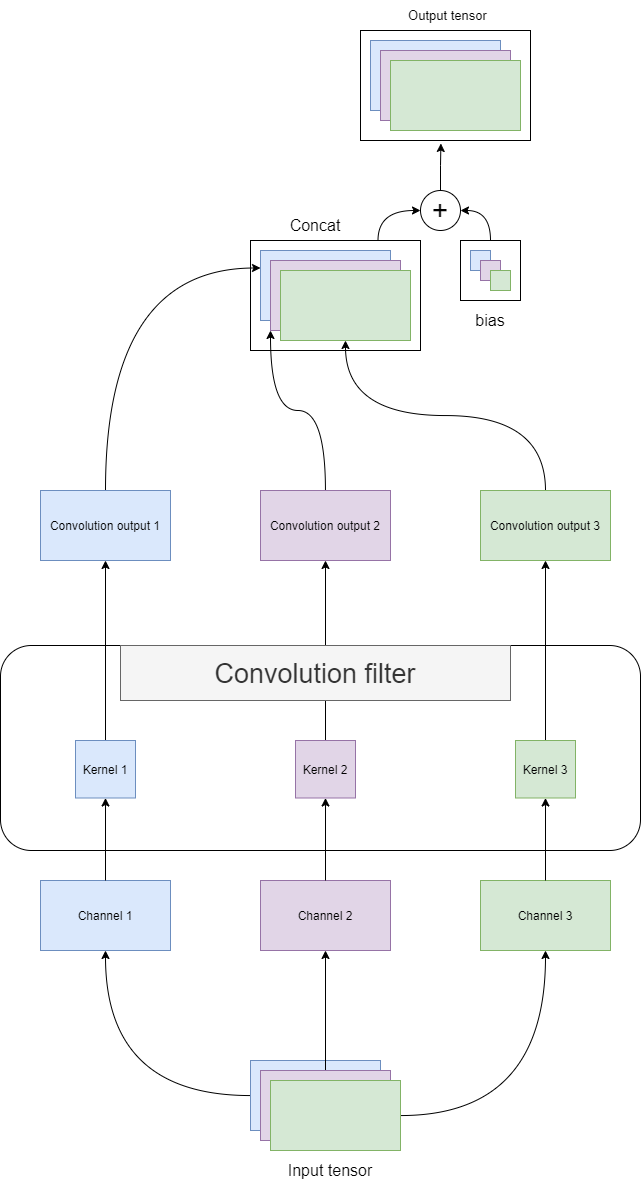 Output tensor
+
Concat
bias
Convolution output 1
Convolution output 2
Convolution output 3
Convolution filter
Kernel 1
Kernel 2
Kernel 3
Channel 1
Channel 2
Channel 3
Input tensor